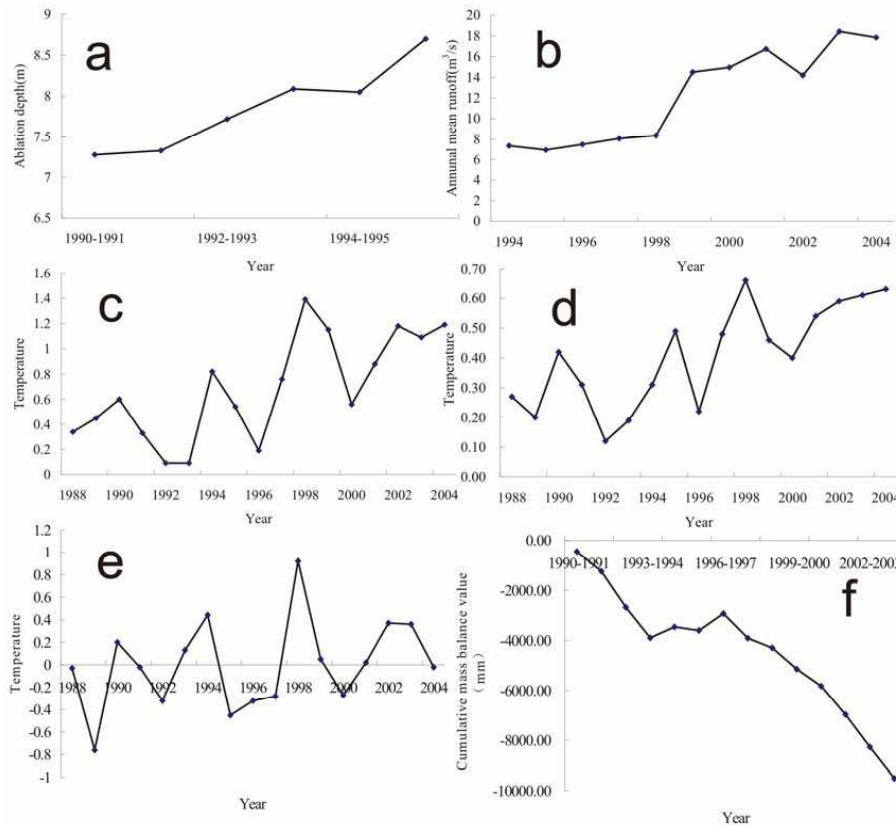 a
Ablation depth(m)
9
8.5
8
7.5
7
6.5
1990-1991 1992-1993 1994-1995
Year
b
Annunal mean runoff(m³/s)
20
18
16
14
12
10
8
6
4
2
0
1994 1996 1998 2000 2002 2004
Year
c
Temperature
1.6
1.4
1.2
1.0
0.8
0.6
0.4
0.2
0
1988 1990 1992 1994 1996 1998 2000 2002 2004
Year
d
Temperature
0.70
0.60
0.50
0.40
0.30
0.20
0.10
0.00
1988 1990 1992 1994 1996 1998 2000 2002 2004
Year
e
Temperature
1.2
1
0.8
0.6
0.4
0.2
0
-0.2
-0.4
-0.6
-0.8
-1
1988 1990 1992 1994 1996 1998 2000 2002 2004
Year
f
Cumulative mass balance value
(mm)
0.00
-2000.00
-4000.00
-6000.00
-8000.00
-10000.00
1990-1991 1993-1994 1996-1997 1999-2000 2002-2003
Year